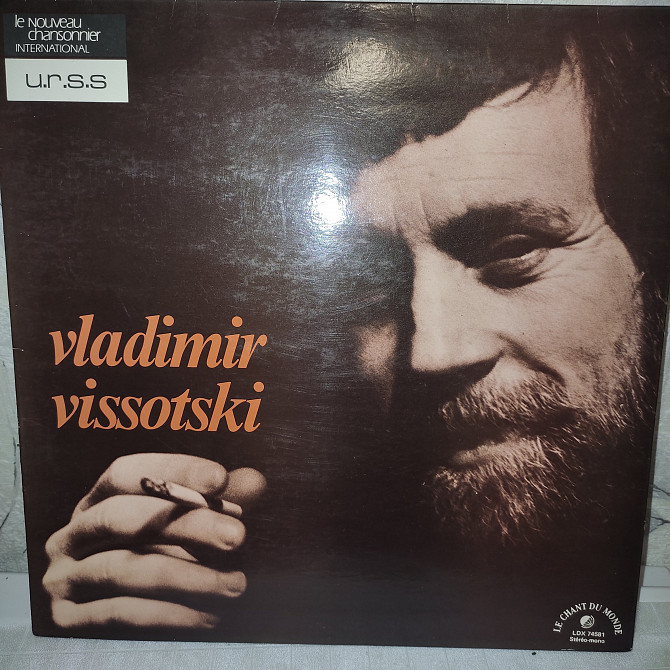 le NOUVEAU
chansonnier
INTERNATIONAL
u.r.s.s
vladimir
vissotski
LE CHANT DU MONDE
LDX 74581
Stéréo-mono